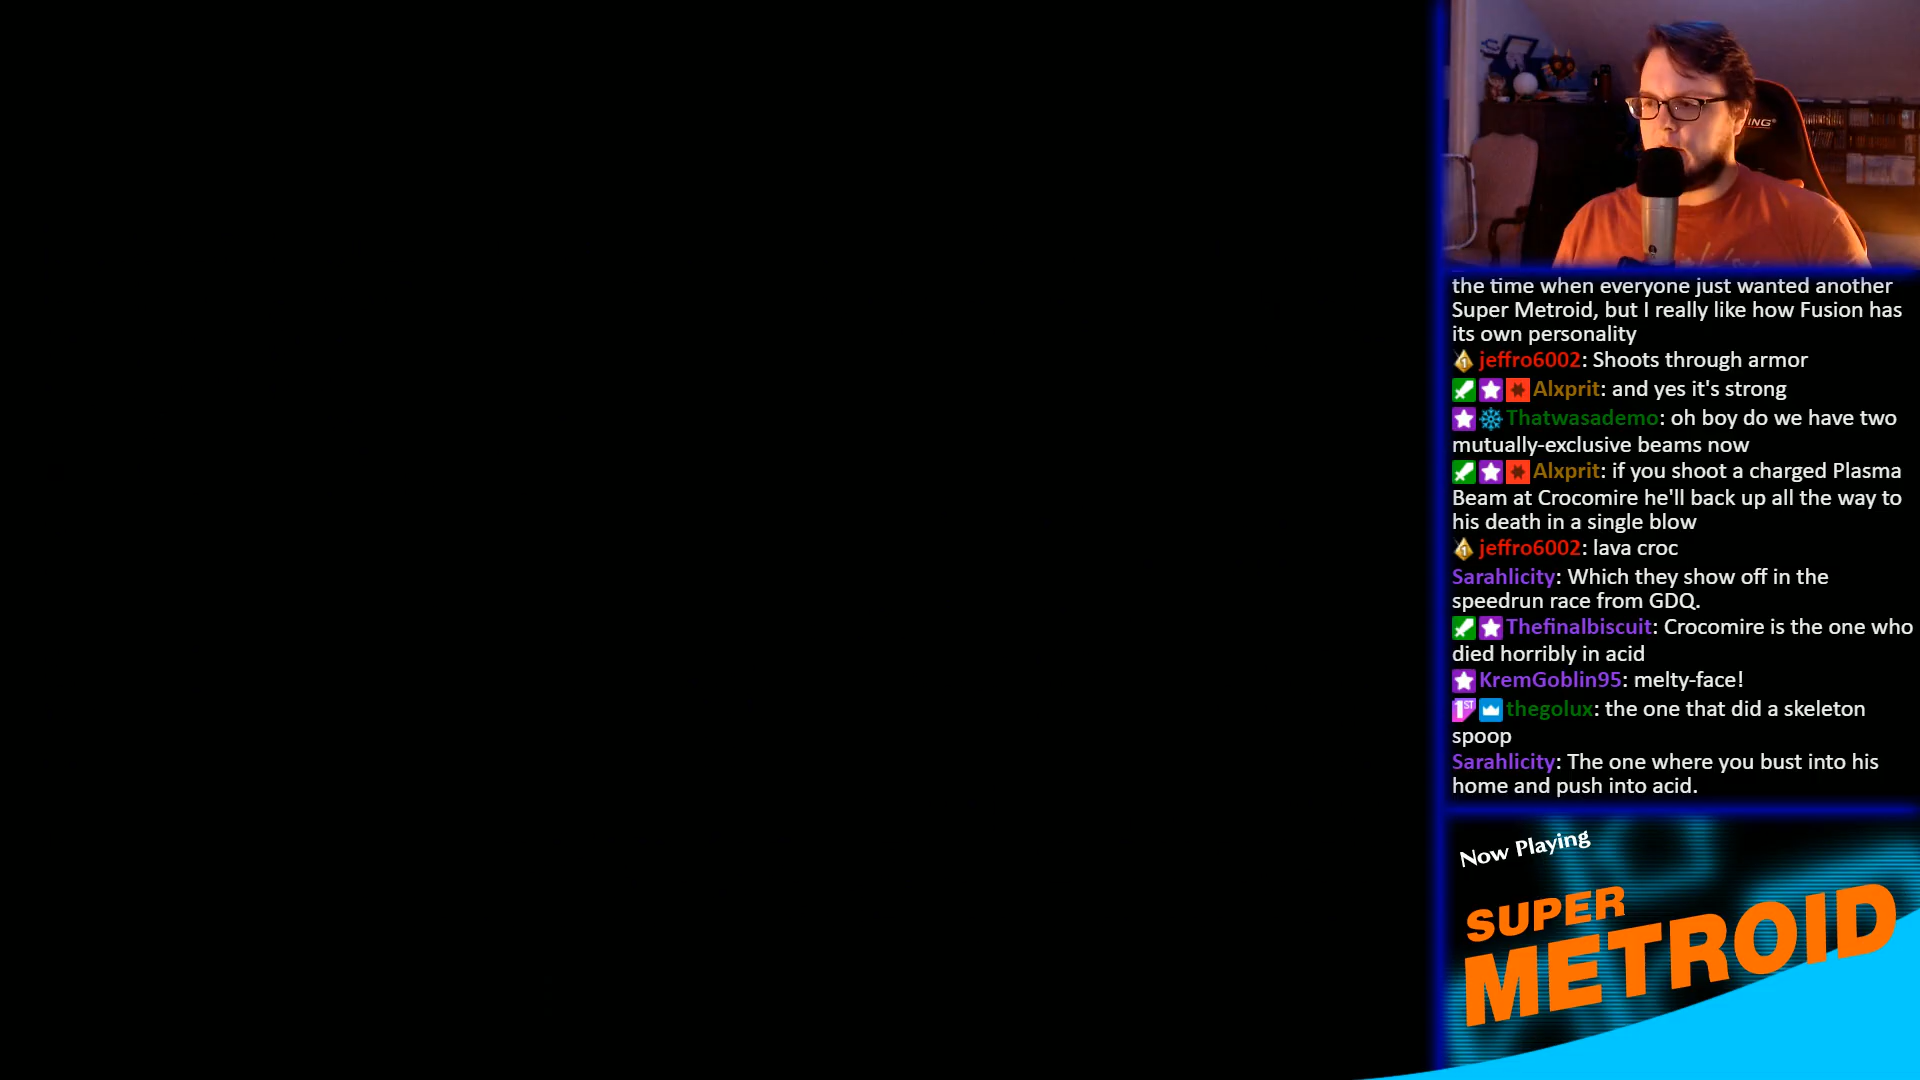 ING
the time when everyone just wanted another
Super Metroid, but I really like how Fusion has
its own personality
jeffro6002: Shoots through armor
Alxprit: and yes it's strong
Thatwasademo: oh boy do we have two
mutually-exclusive beams now
Alxprit: if you shoot a charged Plasma
Beam at Crocomire he'll back up all the way to
his death in a single blow
1 jeffro6002: lava croc
Sarahlicity: Which they show off in the
speedrun race from GDQ.
Thefinalbiscuit: Crocomire is the one who
died horribly in acid
KremGoblin95: melty-face!
1ST thegolux: the one that did a skeleton
spoop
Sarahlicity: The one where you bust into his
home and push into acid.
Now Playing
SUPER
METROID